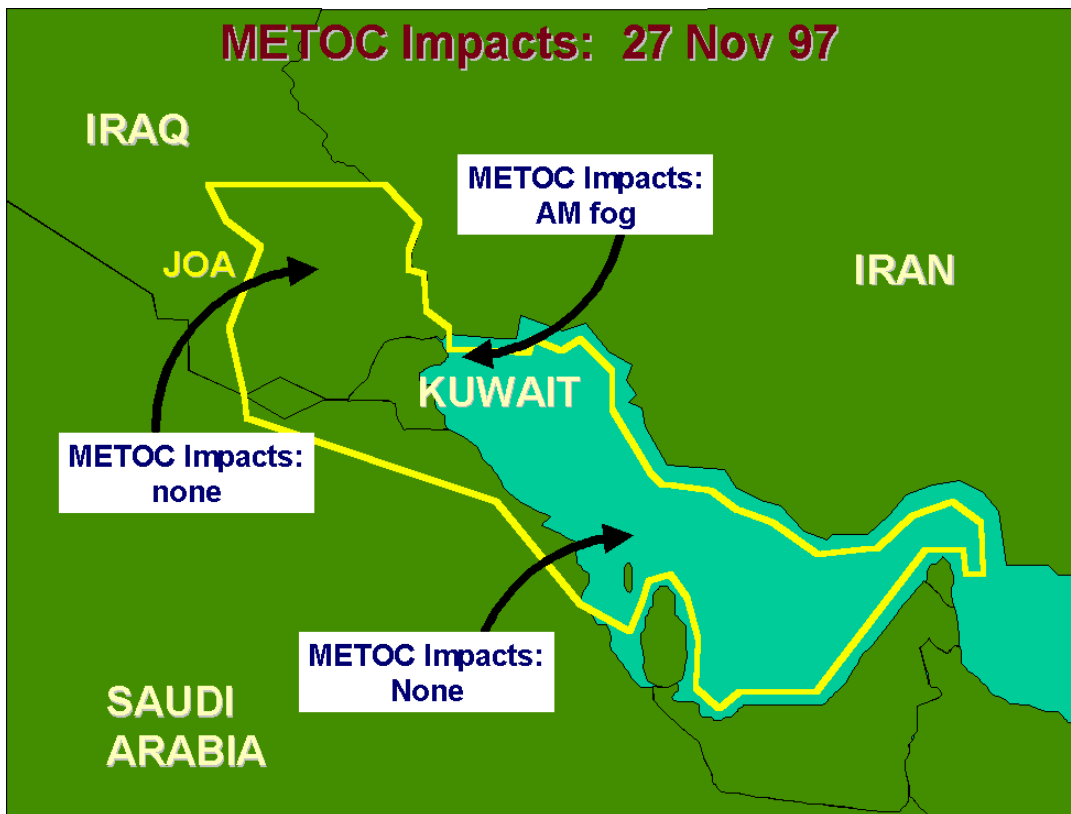 METOC Impacts:  27 Nov 97
IRAQ
METOC Impacts:
AM fog
JOA
IRAN
KUWAIT
METOC Impacts:
none
METOC Impacts:
None
SAUDI
ARABIA